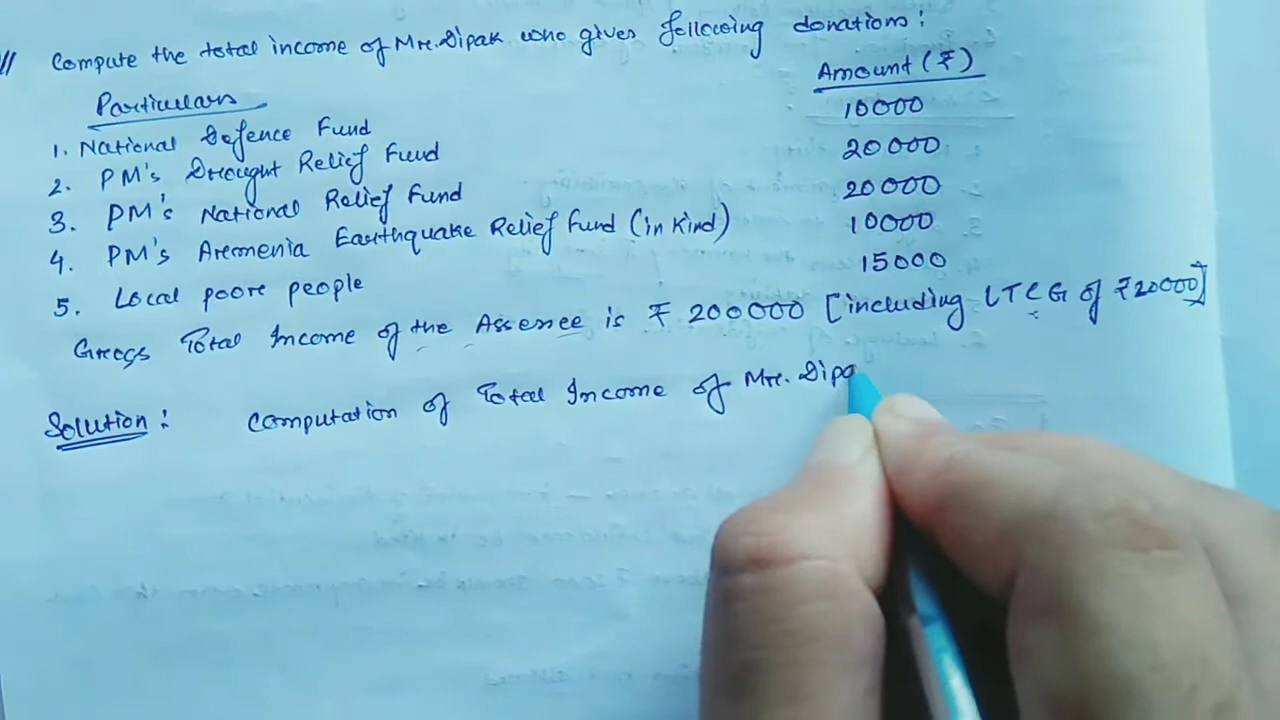 11 Compute the total income of Mr. Dipak who gives following donations:
Particulars Amount (₹)
1. National Defence Fund 10000
2. PM's Drought Relief Fund 20000
3. PM's National Relief Fund 20000
4. PM's Armenia Earthquake Relief Fund (in Kind) 10000
5. Local poor people 15000
Gross Total Income of the Assessee is ₹ 200000 [including LTCG of ₹20000]
Solution: Computation of Total Income of Mr. Dipa